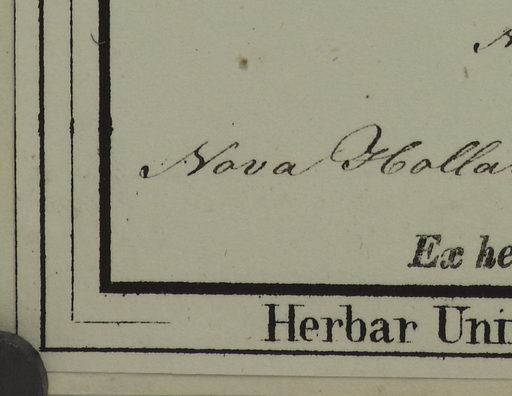 Nova Holla
Ex he
Herbar Uni